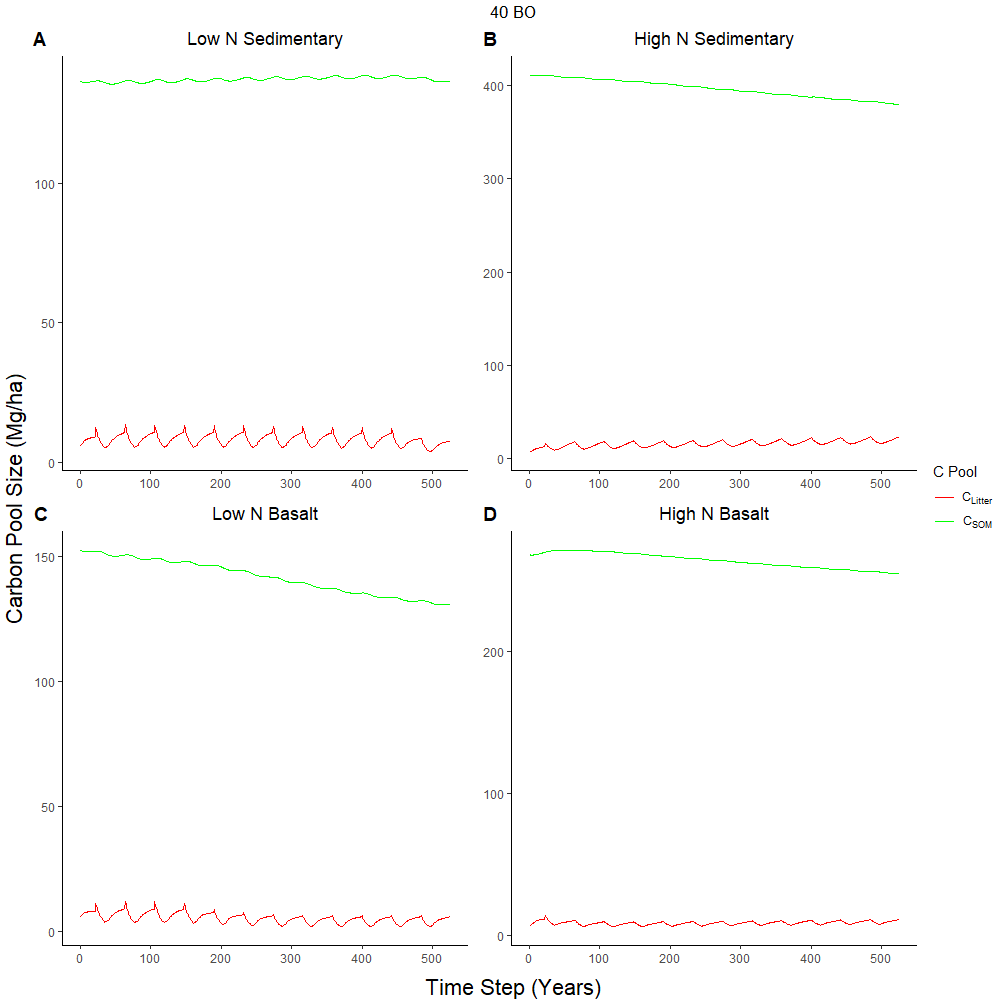 40 BO
A Low N Sedimentary
100
50
0
0 100 200 300 400 500
B High N Sedimentary
400
300
200
100
0
0 100 200 300 400 500
C Low N Basalt
150
100
50
0
0 100 200 300 400 500
D High N Basalt
200
100
0
0 100 200 300 400 500
Carbon Pool Size (Mg/ha)
Time Step (Years)
C Pool
CLitter
CSOM